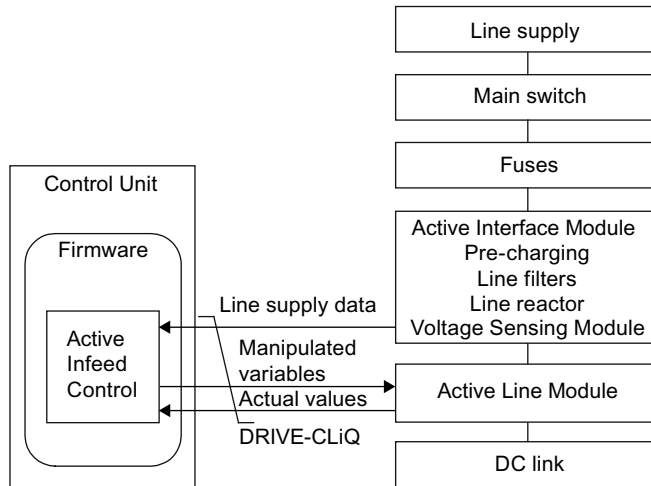 Line supply
Main switch
Fuses
Control Unit
Firmware
Active
Infeed
Control
Active Interface Module
Pre-charging
Line filters
Line reactor
Voltage Sensing Module
Line supply data
Manipulated
variables
Actual values
DRIVE-CLiQ
Active Line Module
DC link